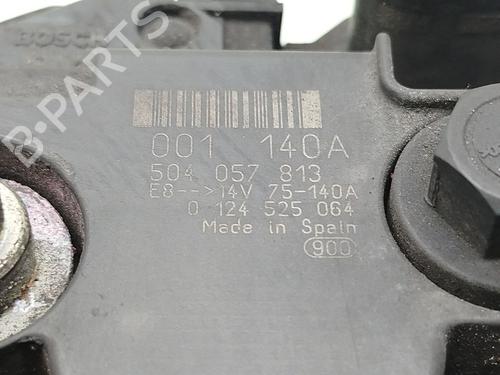 BOSCH
B-PARTS
001 140A
504 057 813
E8-->14V 75-140A
0 124 525 064
Made in Spain
900